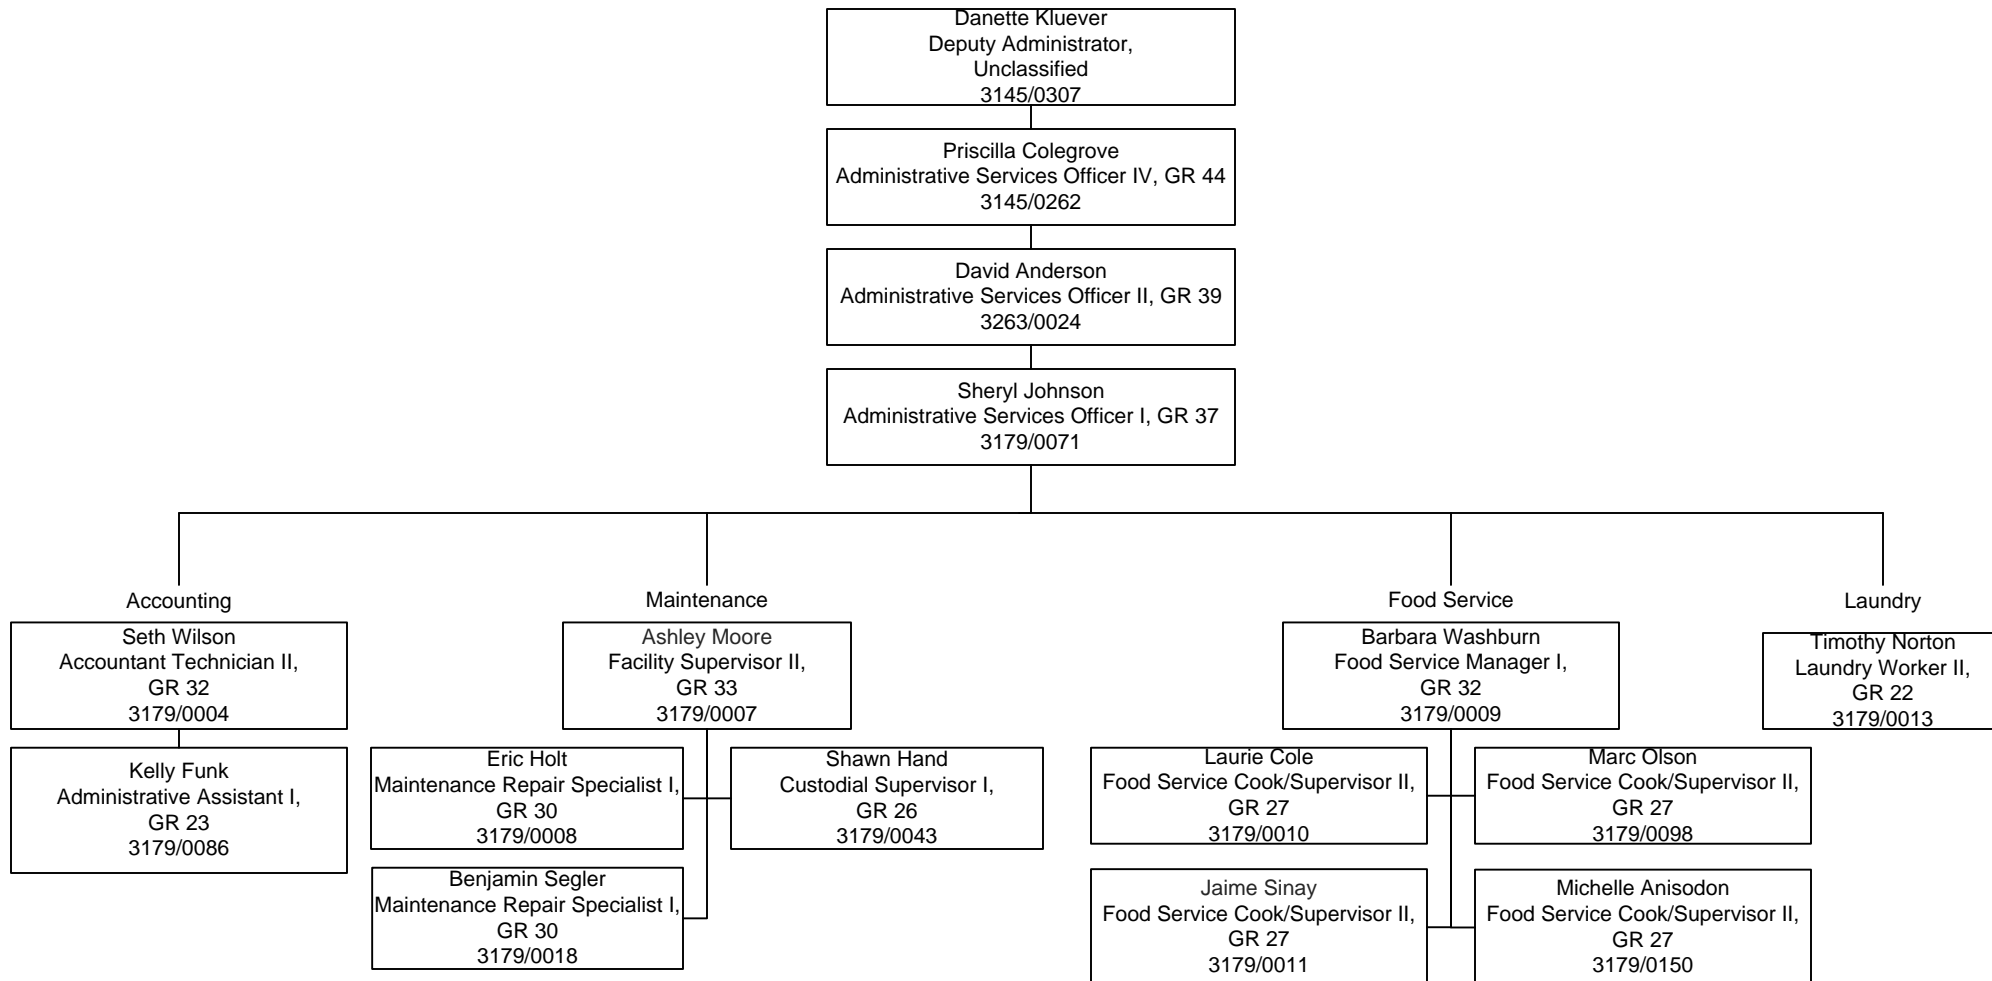 Danette Kluever
Deputy Administrator,
Unclassified
3145/0307
Priscilla Colegrove
Administrative Services Officer IV, GR 44
3145/0262
David Anderson
Administrative Services Officer II, GR 39
3263/0024
Sheryl Johnson
Administrative Services Officer I, GR 37
3179/0071
Accounting
Seth Wilson
Accountant Technician II,
GR 32
3179/0004
Kelly Funk
Administrative Assistant I,
GR 23
3179/0086
Maintenance
Ashley Moore
Facility Supervisor II,
GR 33
3179/0007
Eric Holt
Maintenance Repair Specialist I,
GR 30
3179/0008
Shawn Hand
Custodial Supervisor I,
GR 26
3179/0043
Benjamin Segler
Maintenance Repair Specialist I,
GR 30
3179/0018
Food Service
Barbara Washburn
Food Service Manager I,
GR 32
3179/0009
Laurie Cole
Food Service Cook/Supervisor II,
GR 27
3179/0010
Marc Olson
Food Service Cook/Supervisor II,
GR 27
3179/0098
Jaime Sinay
Food Service Cook/Supervisor II,
GR 27
3179/0011
Michelle Anisodon
Food Service Cook/Supervisor II,
GR 27
3179/0150
Laundry
Timothy Norton
Laundry Worker II,
GR 22
3179/0013